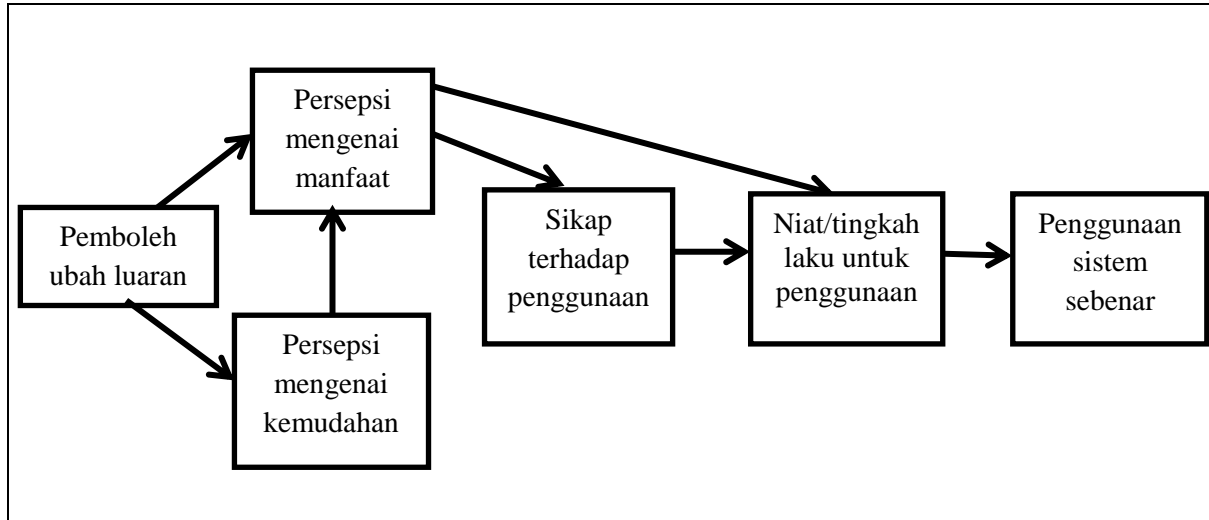 Persepsi
mengenai
manfaat
Pemboleh
ubah luaran
Persepsi
mengenai
kemudahan
Sikap
terhadap
penggunaan
Niat/tingkah
laku untuk
penggunaan
Penggunaan
sistem
sebenar